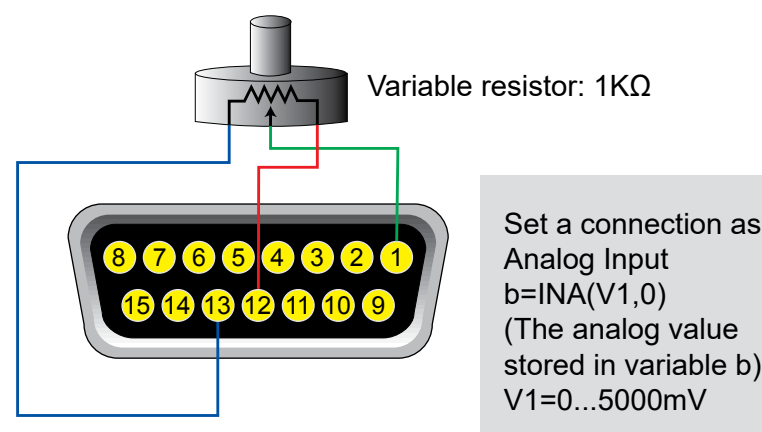 Variable resistor: 1KΩ
8 7 6 5 4 3 2 1
15 14 13 12 11 10 9
Set a connection as
Analog Input
b=INA(V1,0)
(The analog value
stored in variable b)
V1=0...5000mV